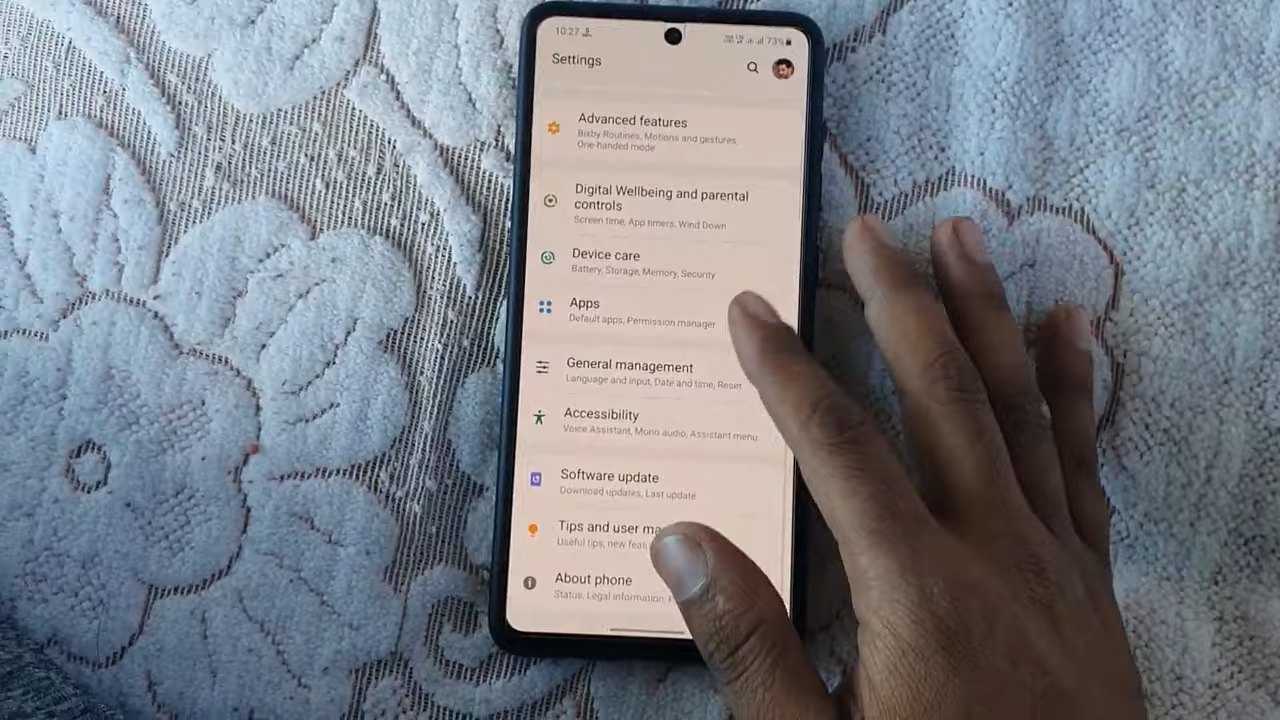 10:27
73%
Settings
Advanced features
Bixby Routines, Motions and gestures,
One-handed mode
Digital Wellbeing and parental
controls
Screen time, App timers, Wind Down
Device care
Battery, Storage, Memory, Security
Apps
Default apps, Permission manager
General management
Language and input, Date and time, Reset
Accessibility
Voice Assistant, Mono audio, Assistant menu
Software update
Download updates, Last update
Tips and user ma
Useful tips, new
About phone
Status, Legal information,